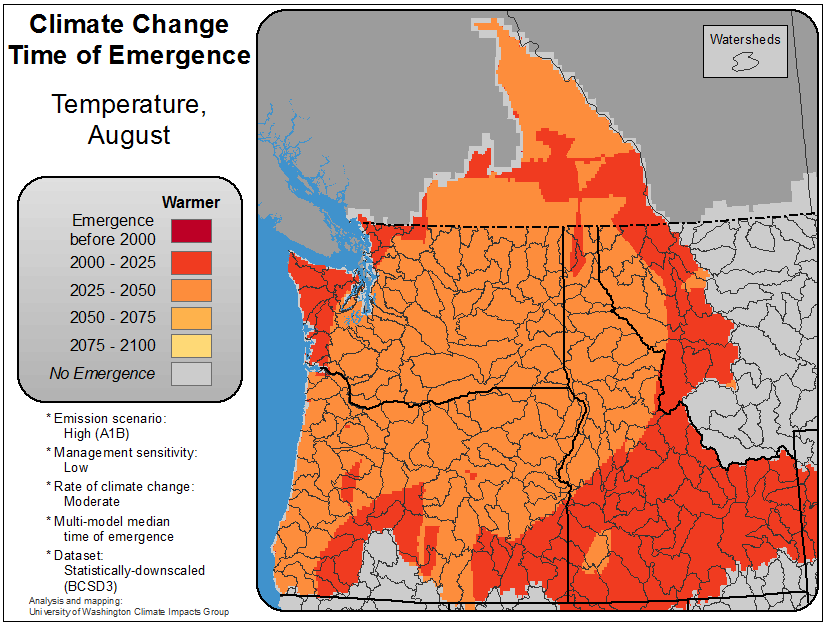 Climate Change
Time of Emergence
Temperature,
August
Warmer
Emergence
before 2000
2000 - 2025
2025 - 2050
2050 - 2075
2075 - 2100
No Emergence
* Emission scenario:
High (A1B)
* Management sensitivity:
Low
* Rate of climate change:
Moderate
* Multi-model median
time of emergence
* Dataset:
Statistically-downscaled
(BCSD3)
Analysis and mapping:
University of Washington Climate Impacts Group
Watersheds